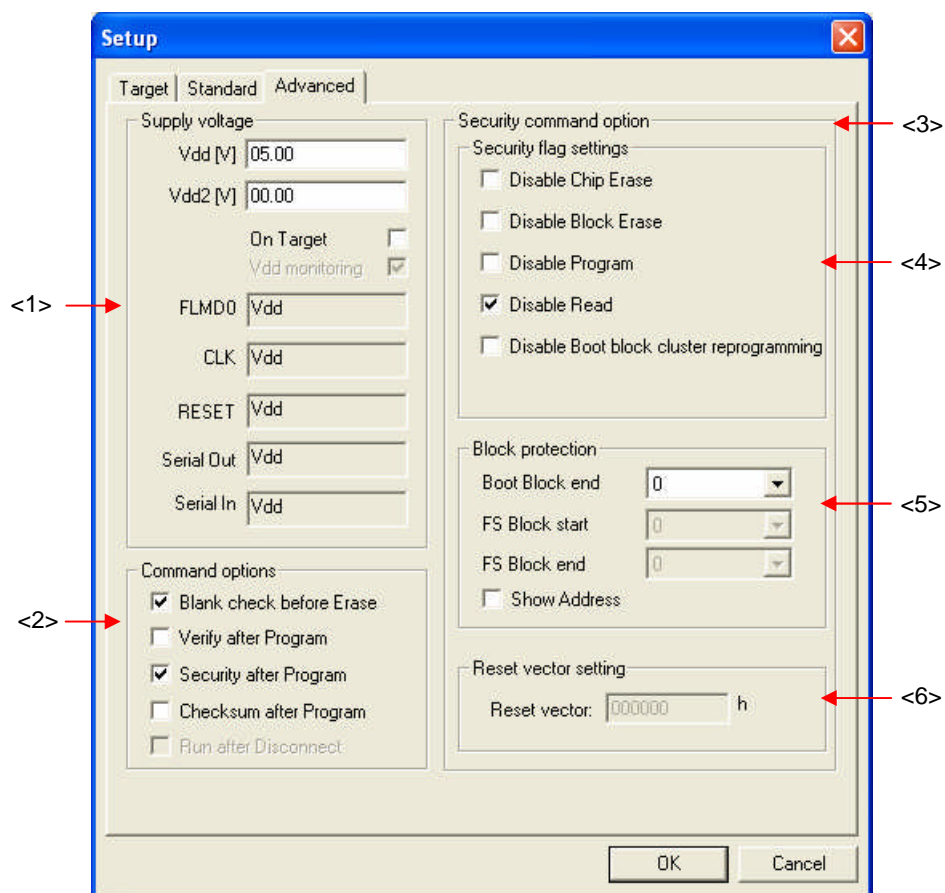 Setup
Target Standard Advanced
Supply voltage
Vdd [V] 05.00
Vdd2 [V] 00.00
On Target
Vdd monitoring
<1>
FLMD0 Vdd
CLK Vdd
RESET Vdd
Serial Out Vdd
Serial In Vdd
Command options
Blank check before Erase
<2>
Verify after Program
Security after Program
Checksum after Program
Run after Disconnect
Security command option
<3>
Security flag settings
Disable Chip Erase
Disable Block Erase
Disable Program
<4>
Disable Read
Disable Boot block cluster reprogramming
Block protection
Boot Block end 0
<5>
FS Block start 0
FS Block end 0
Show Address
Reset vector setting
<6>
Reset vector: 000000 h
OK Cancel